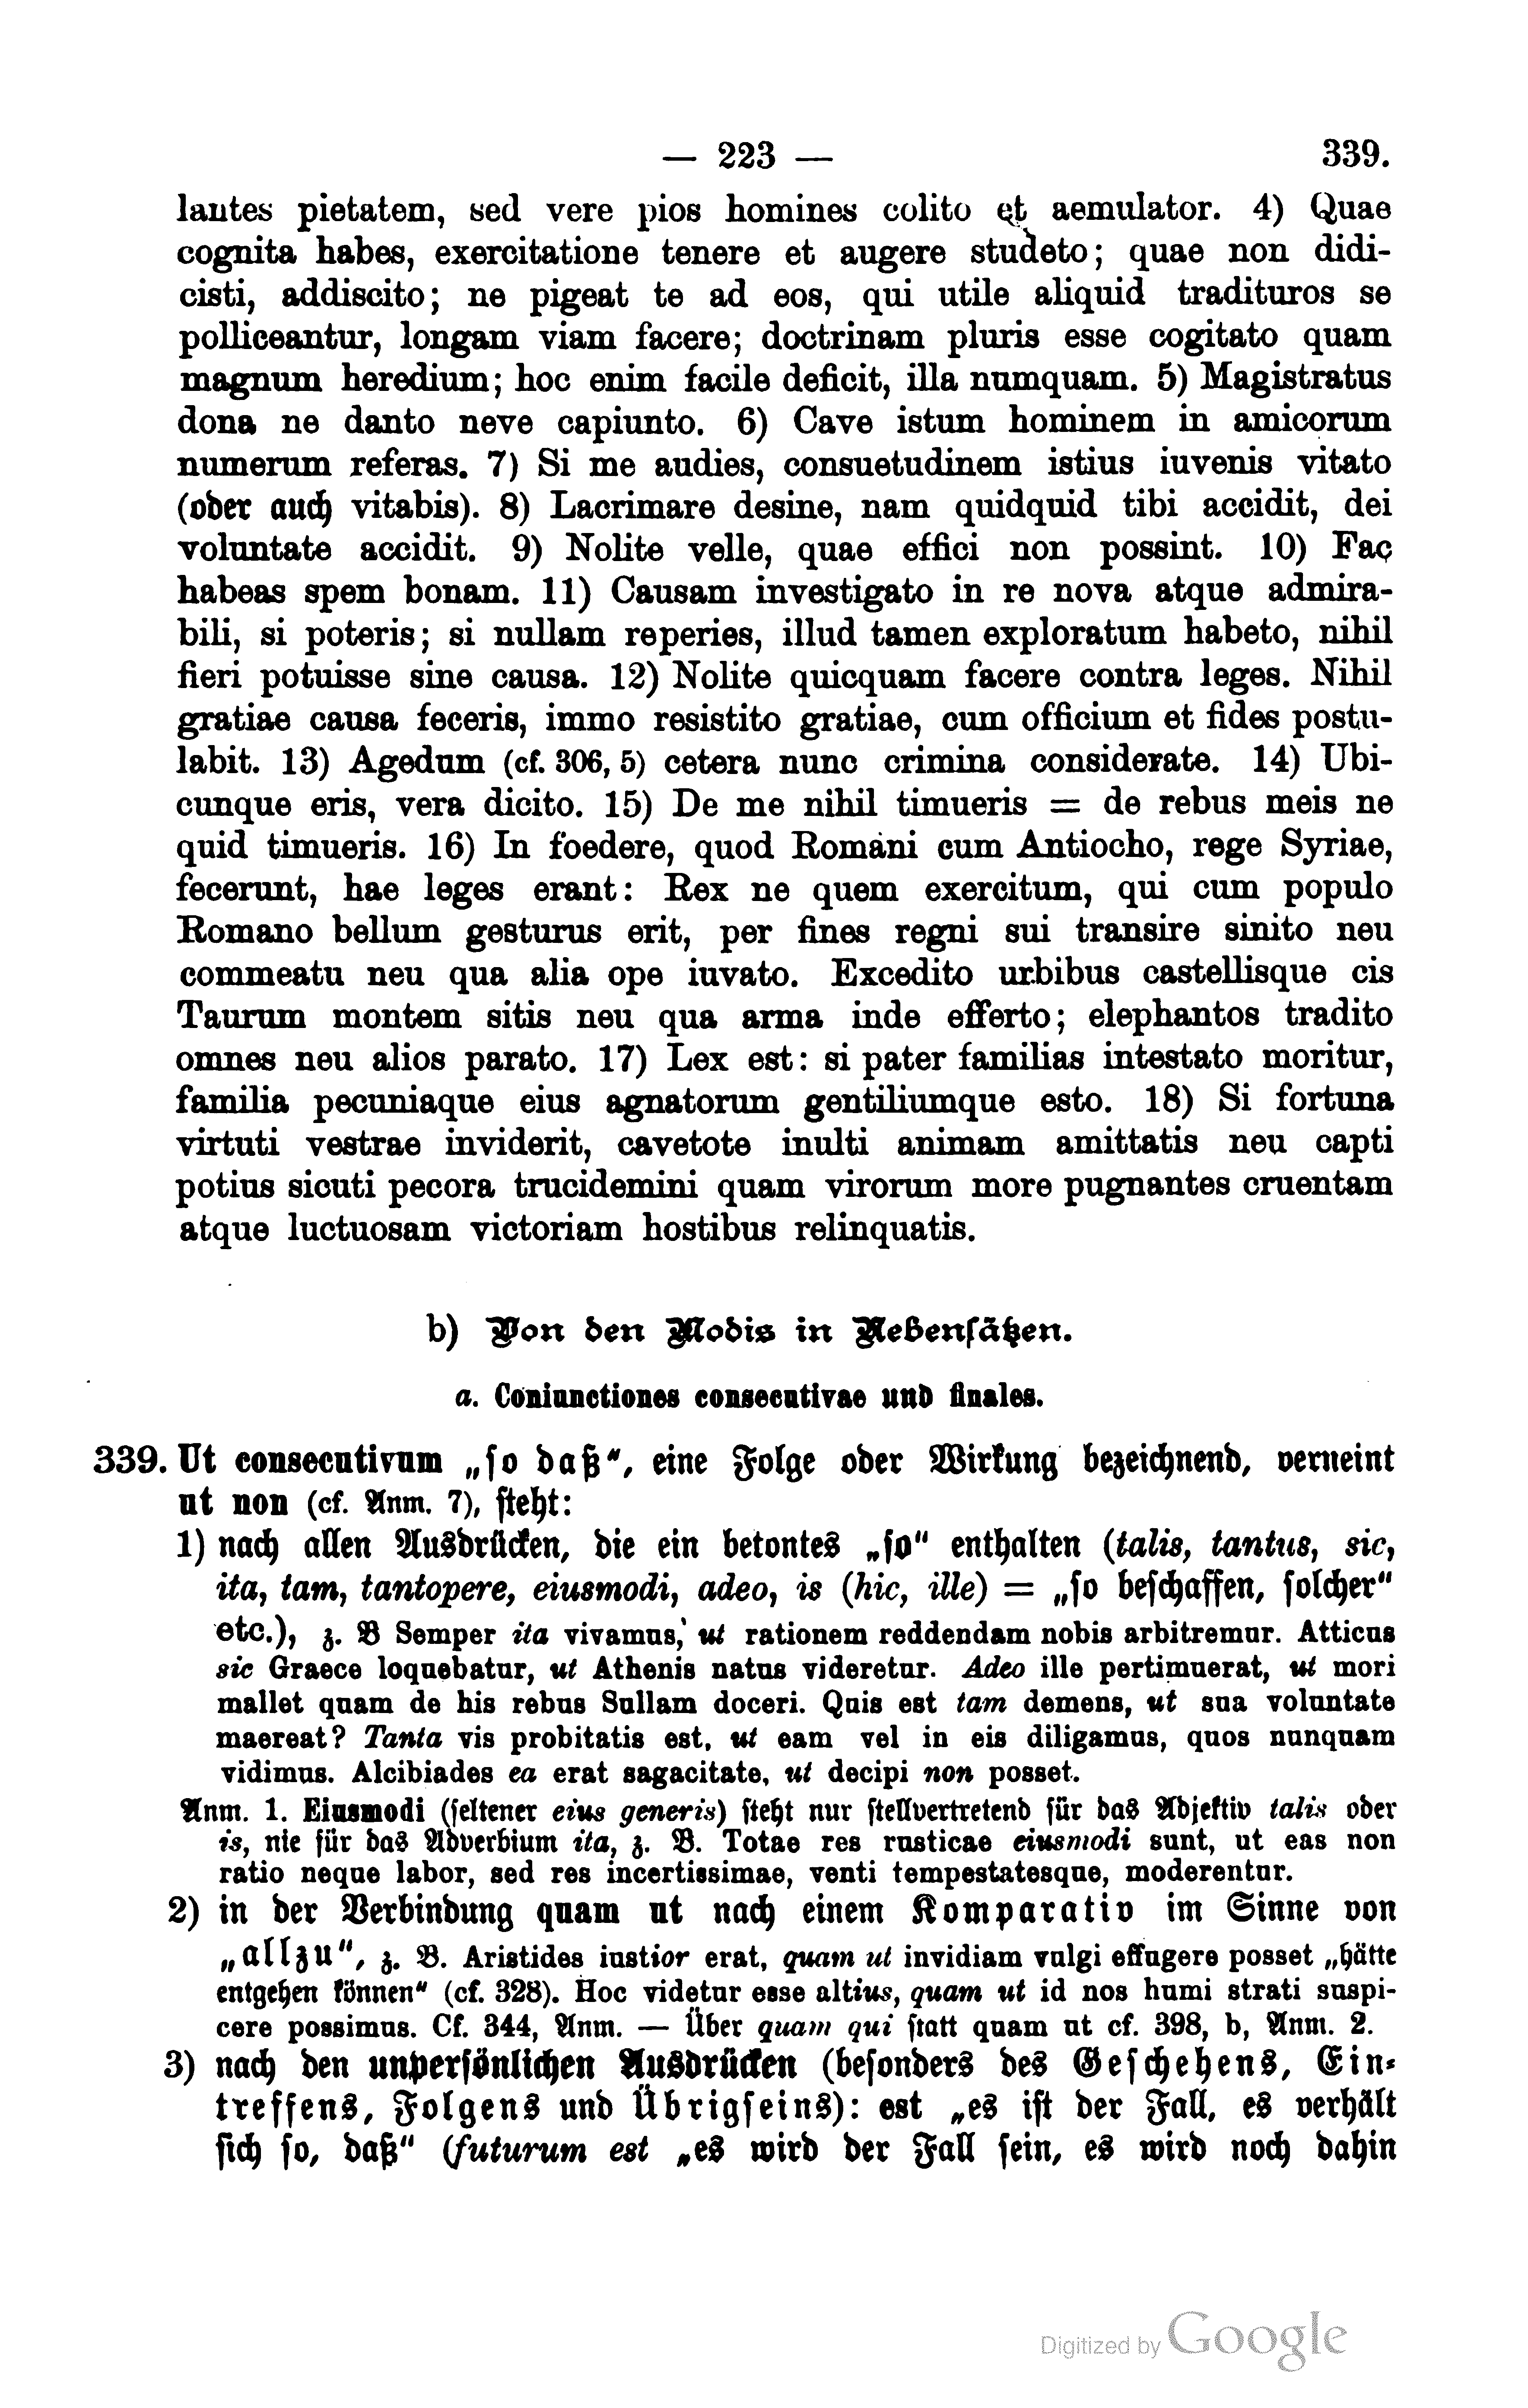 — 223 — 339.
lautes pietatem, sed vere pios homines colito et aemulator. 4) Quae
cognita habes, exercitatione tenere et augere studeto; quae non didi-
cisti, addiscito; ne pigeat te ad eos, qui utile aliquid tradituros se
polliceantur, longam viam facere; doctrinam pluris esse cogitato quam
magnum heredium; hoc enim facile deficit, illa numquam. 5) Magistratus
dona ne danto neve capiunto. 6) Cave istum hominem in amicorum
numerum referas. 7) Si me audies, consuetudinem istius iuvenis vitato
(oder auch vitabis). 8) Lacrimare desine, nam quidquid tibi accidit, dei
voluntate accidit. 9) Nolite velle, quae effici non possint. 10) Fac
habeas spem bonam. 11) Causam investigato in re nova atque admira-
bili, si poteris; si nullam reperies, illud tamen exploratum habeto, nihil
fieri potuisse sine causa. 12) Nolite quicquam facere contra leges. Nihil
gratiae causa feceris, immo resistito gratiae, cum officium et fides postu-
labit. 13) Agedum (cf. 306, 5) cetera nunc crimina considerate. 14) Ubi-
cunque eris, vera dicito. 15) De me nihil timueris = de rebus meis ne
quid timueris. 16) In foedere, quod Romani cum Antiocho, rege Syriae,
fecerunt, hae leges erant: Rex ne quem exercitum, qui cum populo
Romano bellum gesturus erit, per fines regni sui transire sinito neu
commeatu neu qua alia ope iuvato. Excedito urbibus castellisque cis
Taurum montem sitis neu qua arma inde efferto; elephantos tradito
omnes neu alios parato. 17) Lex est: si pater familias intestato moritur,
familia pecuniaque eius agnatorum gentiliumque esto. 18) Si fortuna
virtuti vestrae inviderit, cavetote inulti animam amittatis neu capti
potius sicuti pecora trucidemini quam virorum more pugnantes cruentam
atque luctuosam victoriam hostibus relinquatis.
b) Von den Modis in Nebensätzen.
a. Coniunctiones consecutivae und finales.
339. Ut consecutivum „so daß“, eine Folge oder Wirkung bezeichnend, verneint
ut non (cf. Anm. 7), steht:
1) nach allen Ausdrücken, die ein betontes „so“ enthalten (talis, tantus, sic,
ita, tam, tantopere, eiusmodi, adeo, is (hic, ille) = „so beschaffen, solcher“
etc.), z. B Semper ita vivamus, ut rationem reddendam nobis arbitremur. Atticus
sic Graece loquebatur, ut Athenis natus videretur. Adeo ille pertimuerat, ut mori
mallet quam de his rebus Sullam doceri. Quis est tam demens, ut sua voluntate
maereat? Tanta vis probitatis est, ut eam vel in eis diligamus, quos nunquam
vidimus. Alcibiades ea erat sagacitate, ut decipi non posset.
Anm. 1. Eiusmodi (seltener eius generis) steht nur stellvertretend für das Adjektiv talis oder
is, nie für das Adverbium ita, z. B. Totae res rusticae eiusmodi sunt, ut eas non
ratio neque labor, sed res incertissimae, venti tempestatesque, moderentur.
2) in der Verbindung quam ut nach einem Komparativ im Sinne von
„allzu“, z. B. Aristides iustior erat, quam ut invidiam vulgi effugere posset „hätte
entgehen können“ (cf. 328). Hoc videtur esse altius, quam ut id nos humi strati suspi-
cere possimus. Cf. 344, Anm. — Über quam qui statt quam ut cf. 398, b, Anm. 2.
3) nach den unpersönlichen Ausdrücken (besonders des Geschehens, Ein-
treffens, Folgens und Übrigseins): est „es ist der Fall, es verhält
sich so, daß“ (futurum est „es wird der Fall sein, es wird noch dahin
Digitized by Google